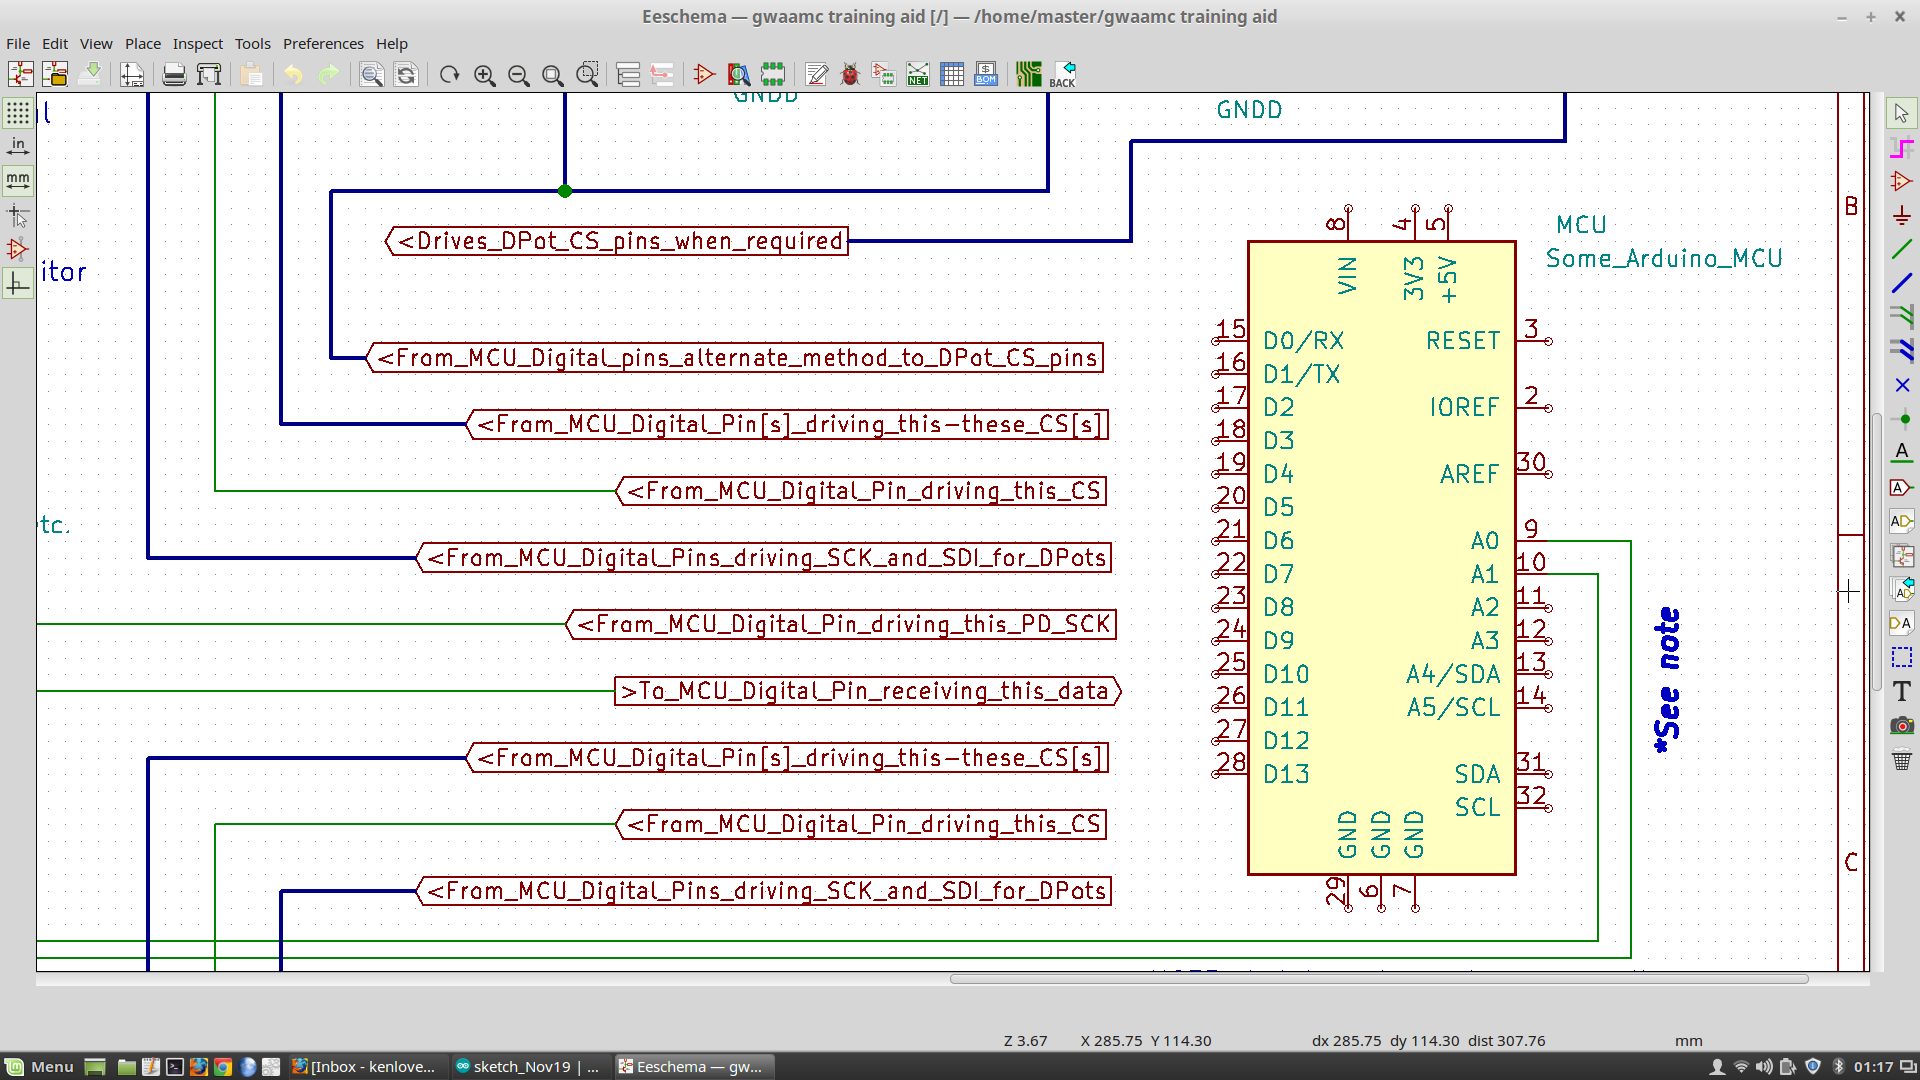 Eeschema — gwaamc training aid [/] — /home/master/gwaamc training aid
File Edit View Place Inspect Tools Preferences Help
NET
BOM
BACK
in
mm
GNDD
GNDD
itor
tc.
<Drives_DPot_CS_pins_when_required
<From_MCU_Digital_pins_alternate_method_to_DPot_CS_pins
<From_MCU_Digital_Pin[s]_driving_this-these_CS[s]
<From_MCU_Digital_Pin_driving_this_CS
<From_MCU_Digital_Pins_driving_SCK_and_SDI_for_DPots
<From_MCU_Digital_Pin_driving_this_PD_SCK
>To_MCU_Digital_Pin_receiving_this_data
<From_MCU_Digital_Pin[s]_driving_this-these_CS[s]
<From_MCU_Digital_Pin_driving_this_CS
<From_MCU_Digital_Pins_driving_SCK_and_SDI_for_DPots
MCU
Some_Arduino_MCU
8 4 5
VIN 3V3 +5V
15 D0/RX RESET 3
16 D1/TX
17 D2 IOREF 2
18 D3
19 D4 AREF 30
20 D5
21 D6 A0 9
22 D7 A1 10
23 D8 A2 11
24 D9 A3 12
25 D10 A4/SDA 13
26 D11 A5/SCL 14
27 D12
28 D13 SDA 31
SCL 32
GND GND GND
29 6 7
*See note
B
C
Z 3.67 X 285.75 Y 114.30 dx 285.75 dy 114.30 dist 307.76 mm
Menu [Inbox - kenlove... sketch_Nov19 | ... Eeschema — gw... 01:17